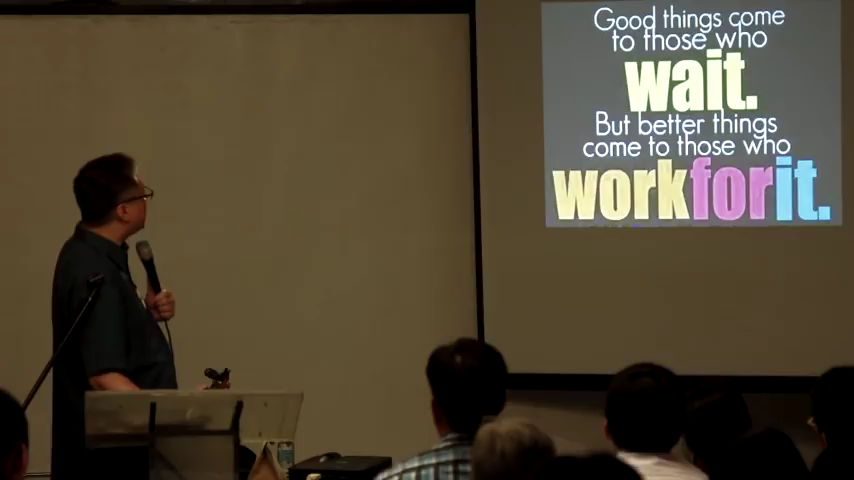 Good things come
to those who
wait.
But better things
come to those who
workforit.